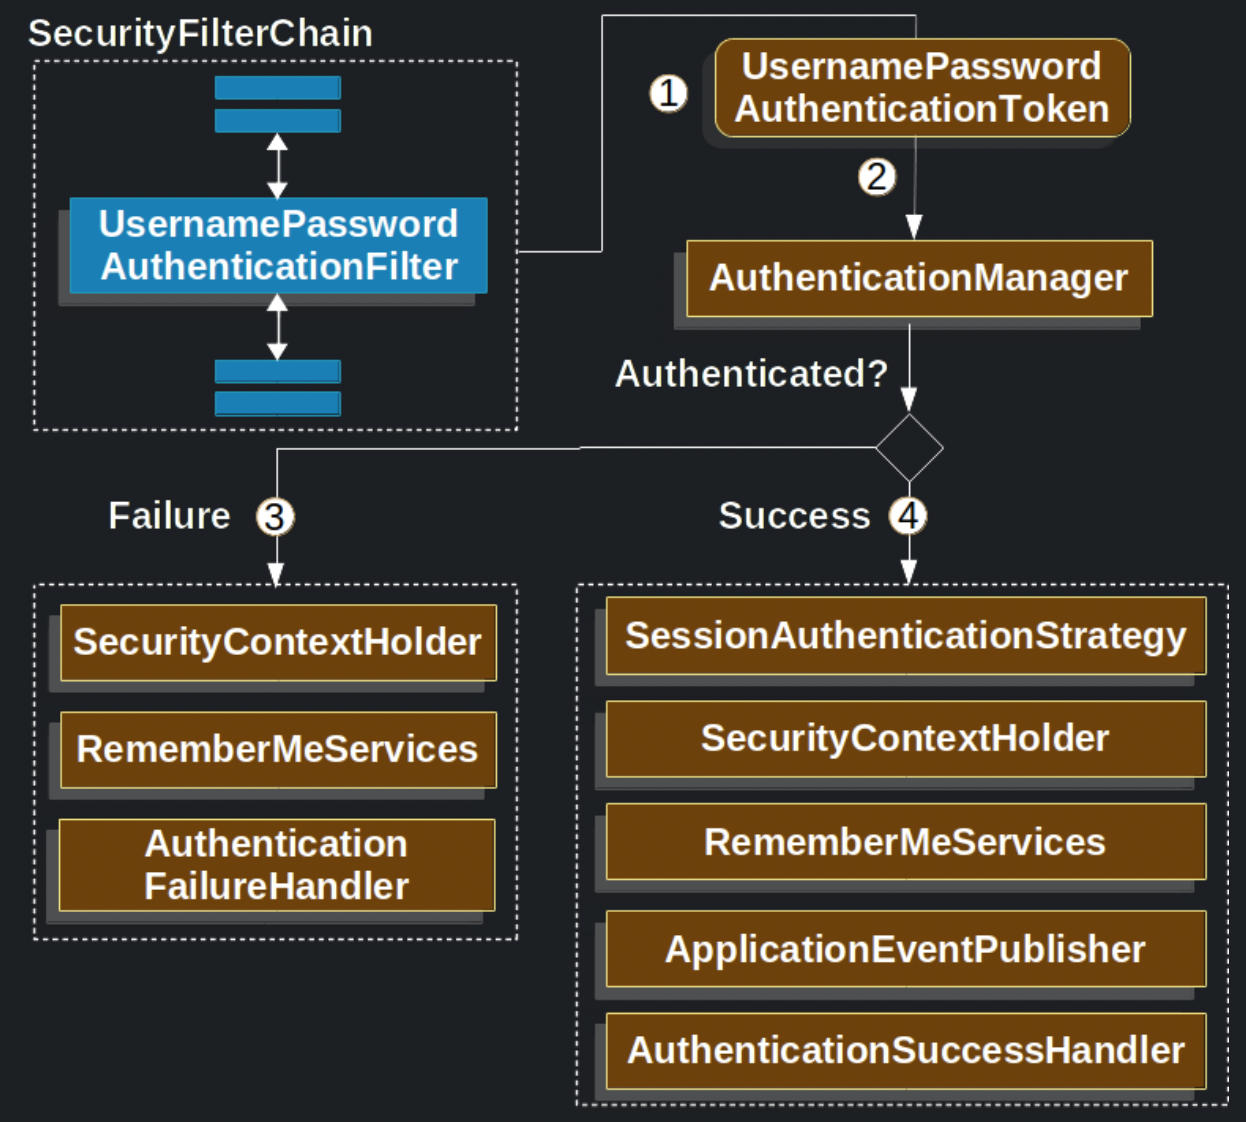 SecurityFilterChain
UsernamePassword
AuthenticationFilter
1
UsernamePassword
AuthenticationToken
2
AuthenticationManager
Authenticated?
Failure
3
Success
4
SecurityContextHolder
RememberMeServices
Authentication
FailureHandler
SessionAuthenticationStrategy
SecurityContextHolder
RememberMeServices
ApplicationEventPublisher
AuthenticationSuccessHandler